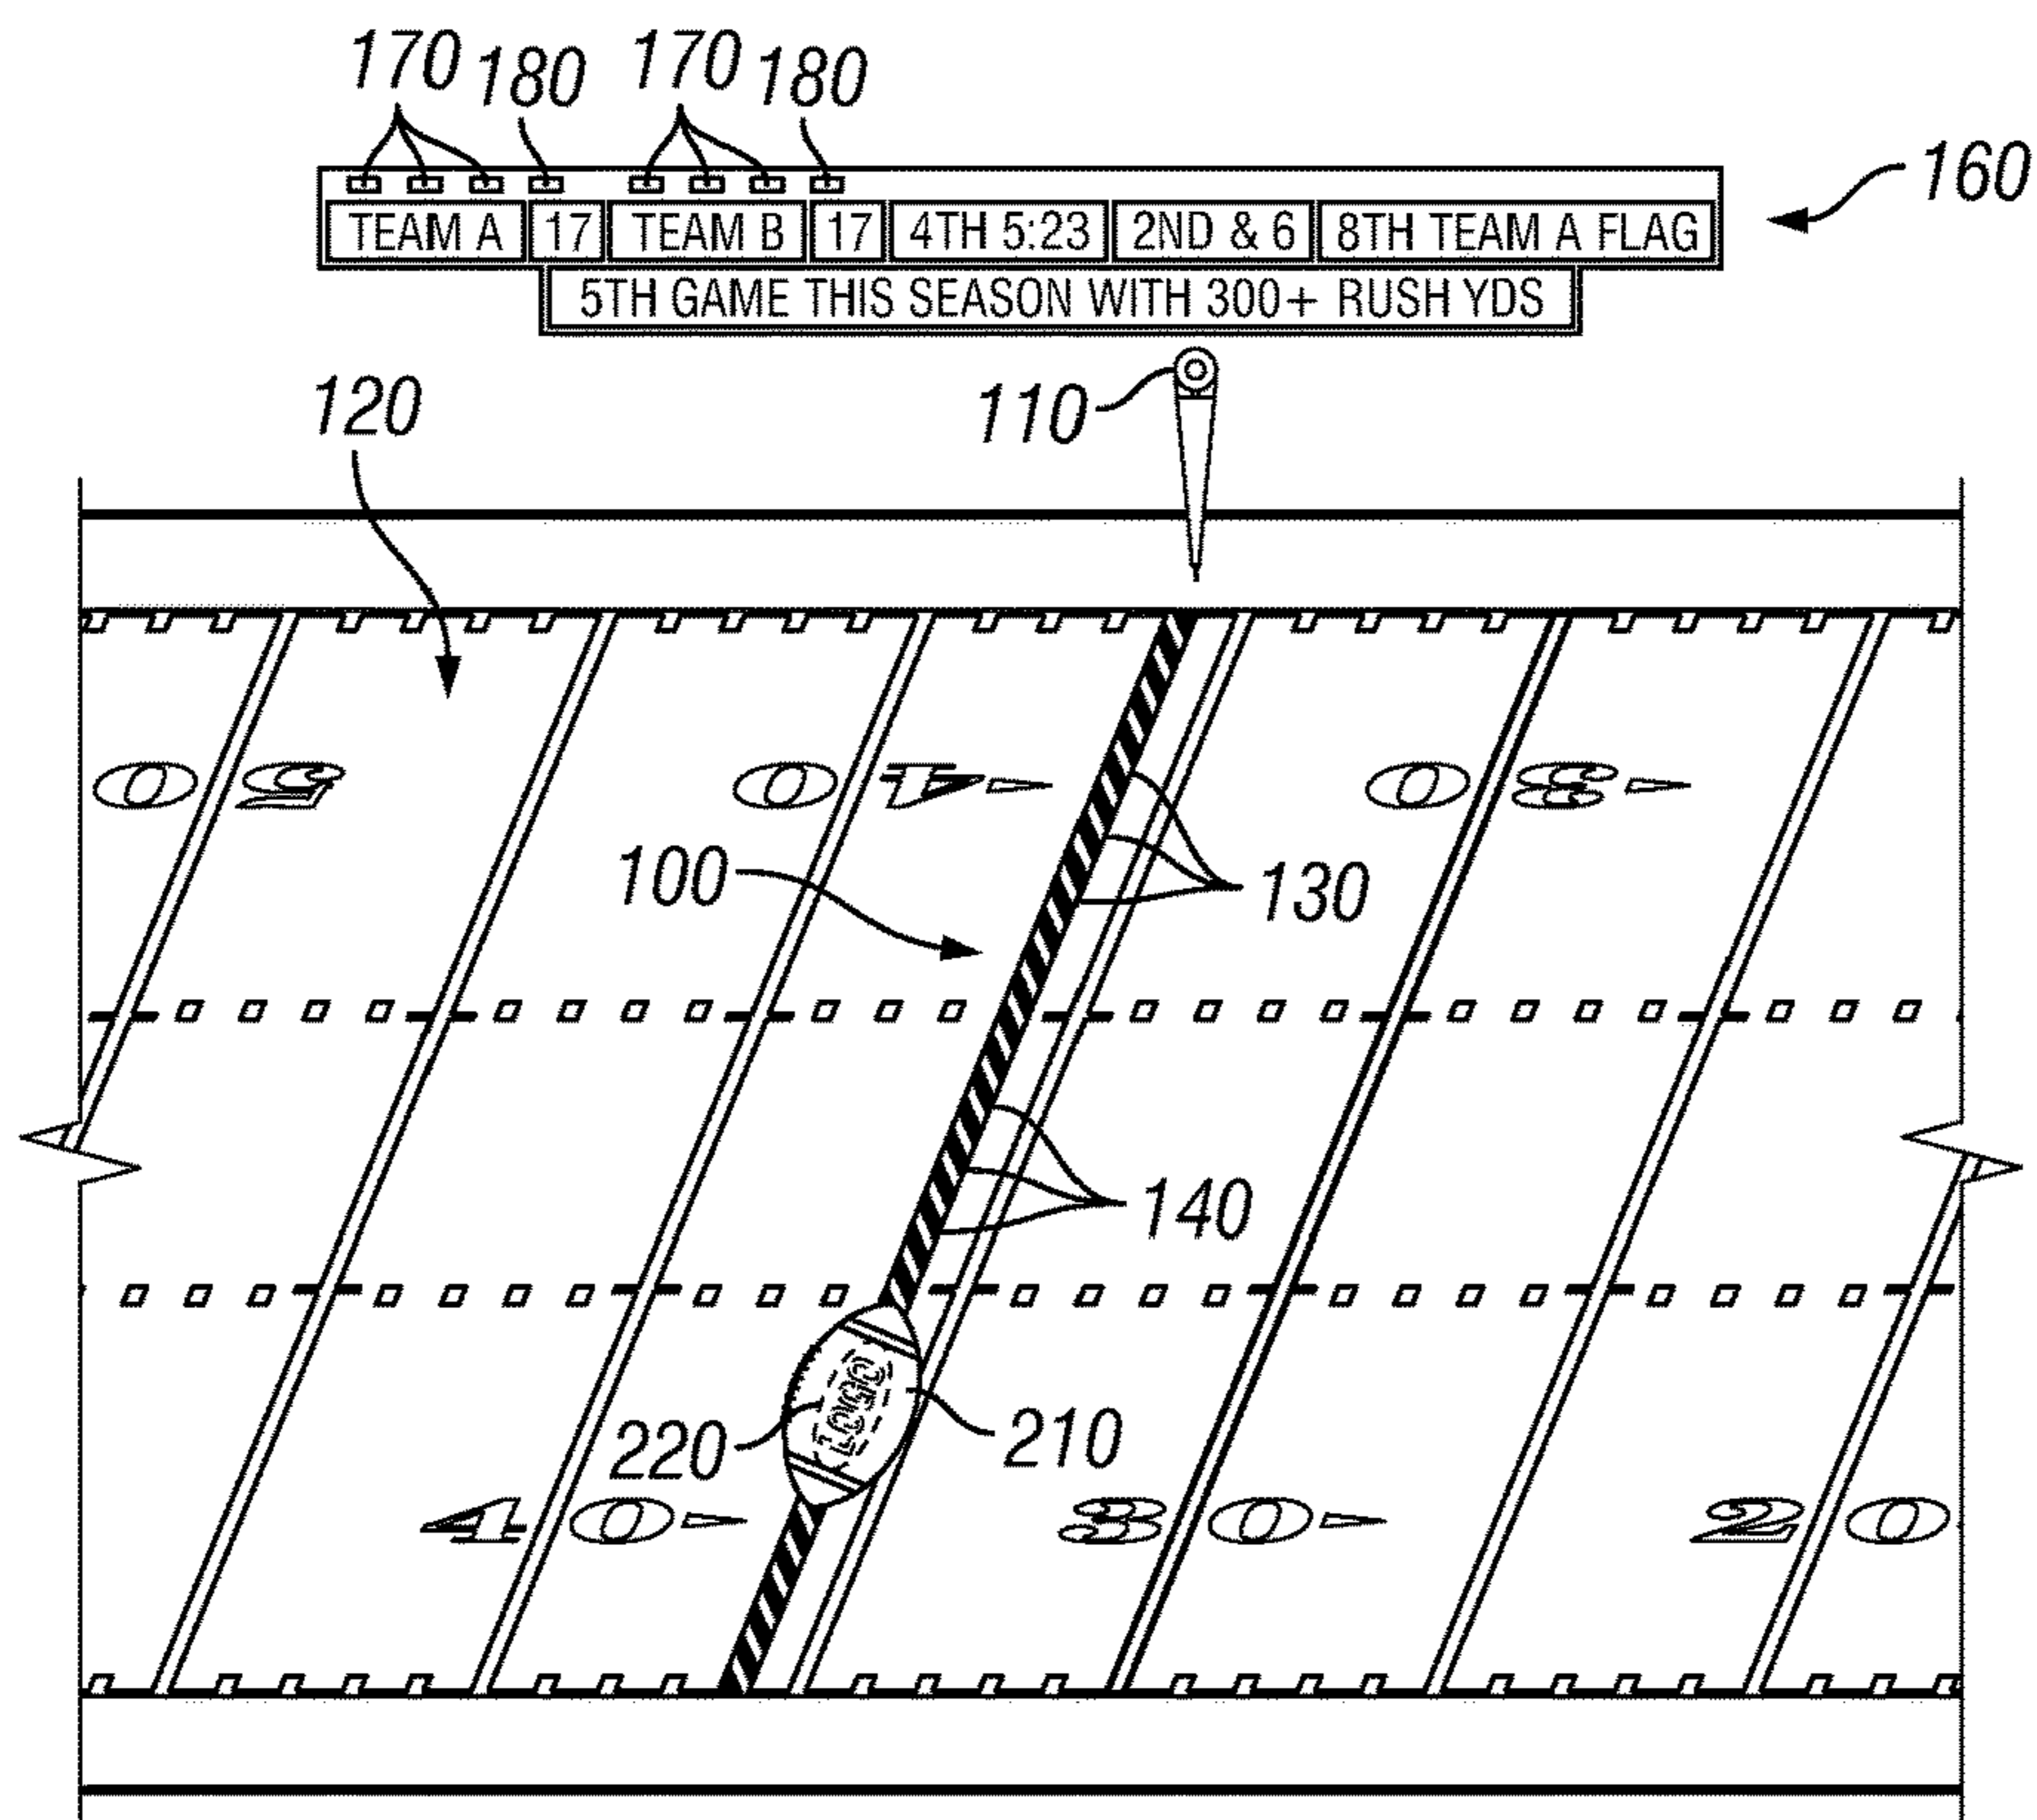 170 180 170 180
160
TEAM A 17 TEAM B 17 4TH 5:23 2ND & 6 8TH TEAM A FLAG
5TH GAME THIS SEASON WITH 300+ RUSH YDS
110
120
50 40 30
100
130
140
LOGO
220
210
40 30 20